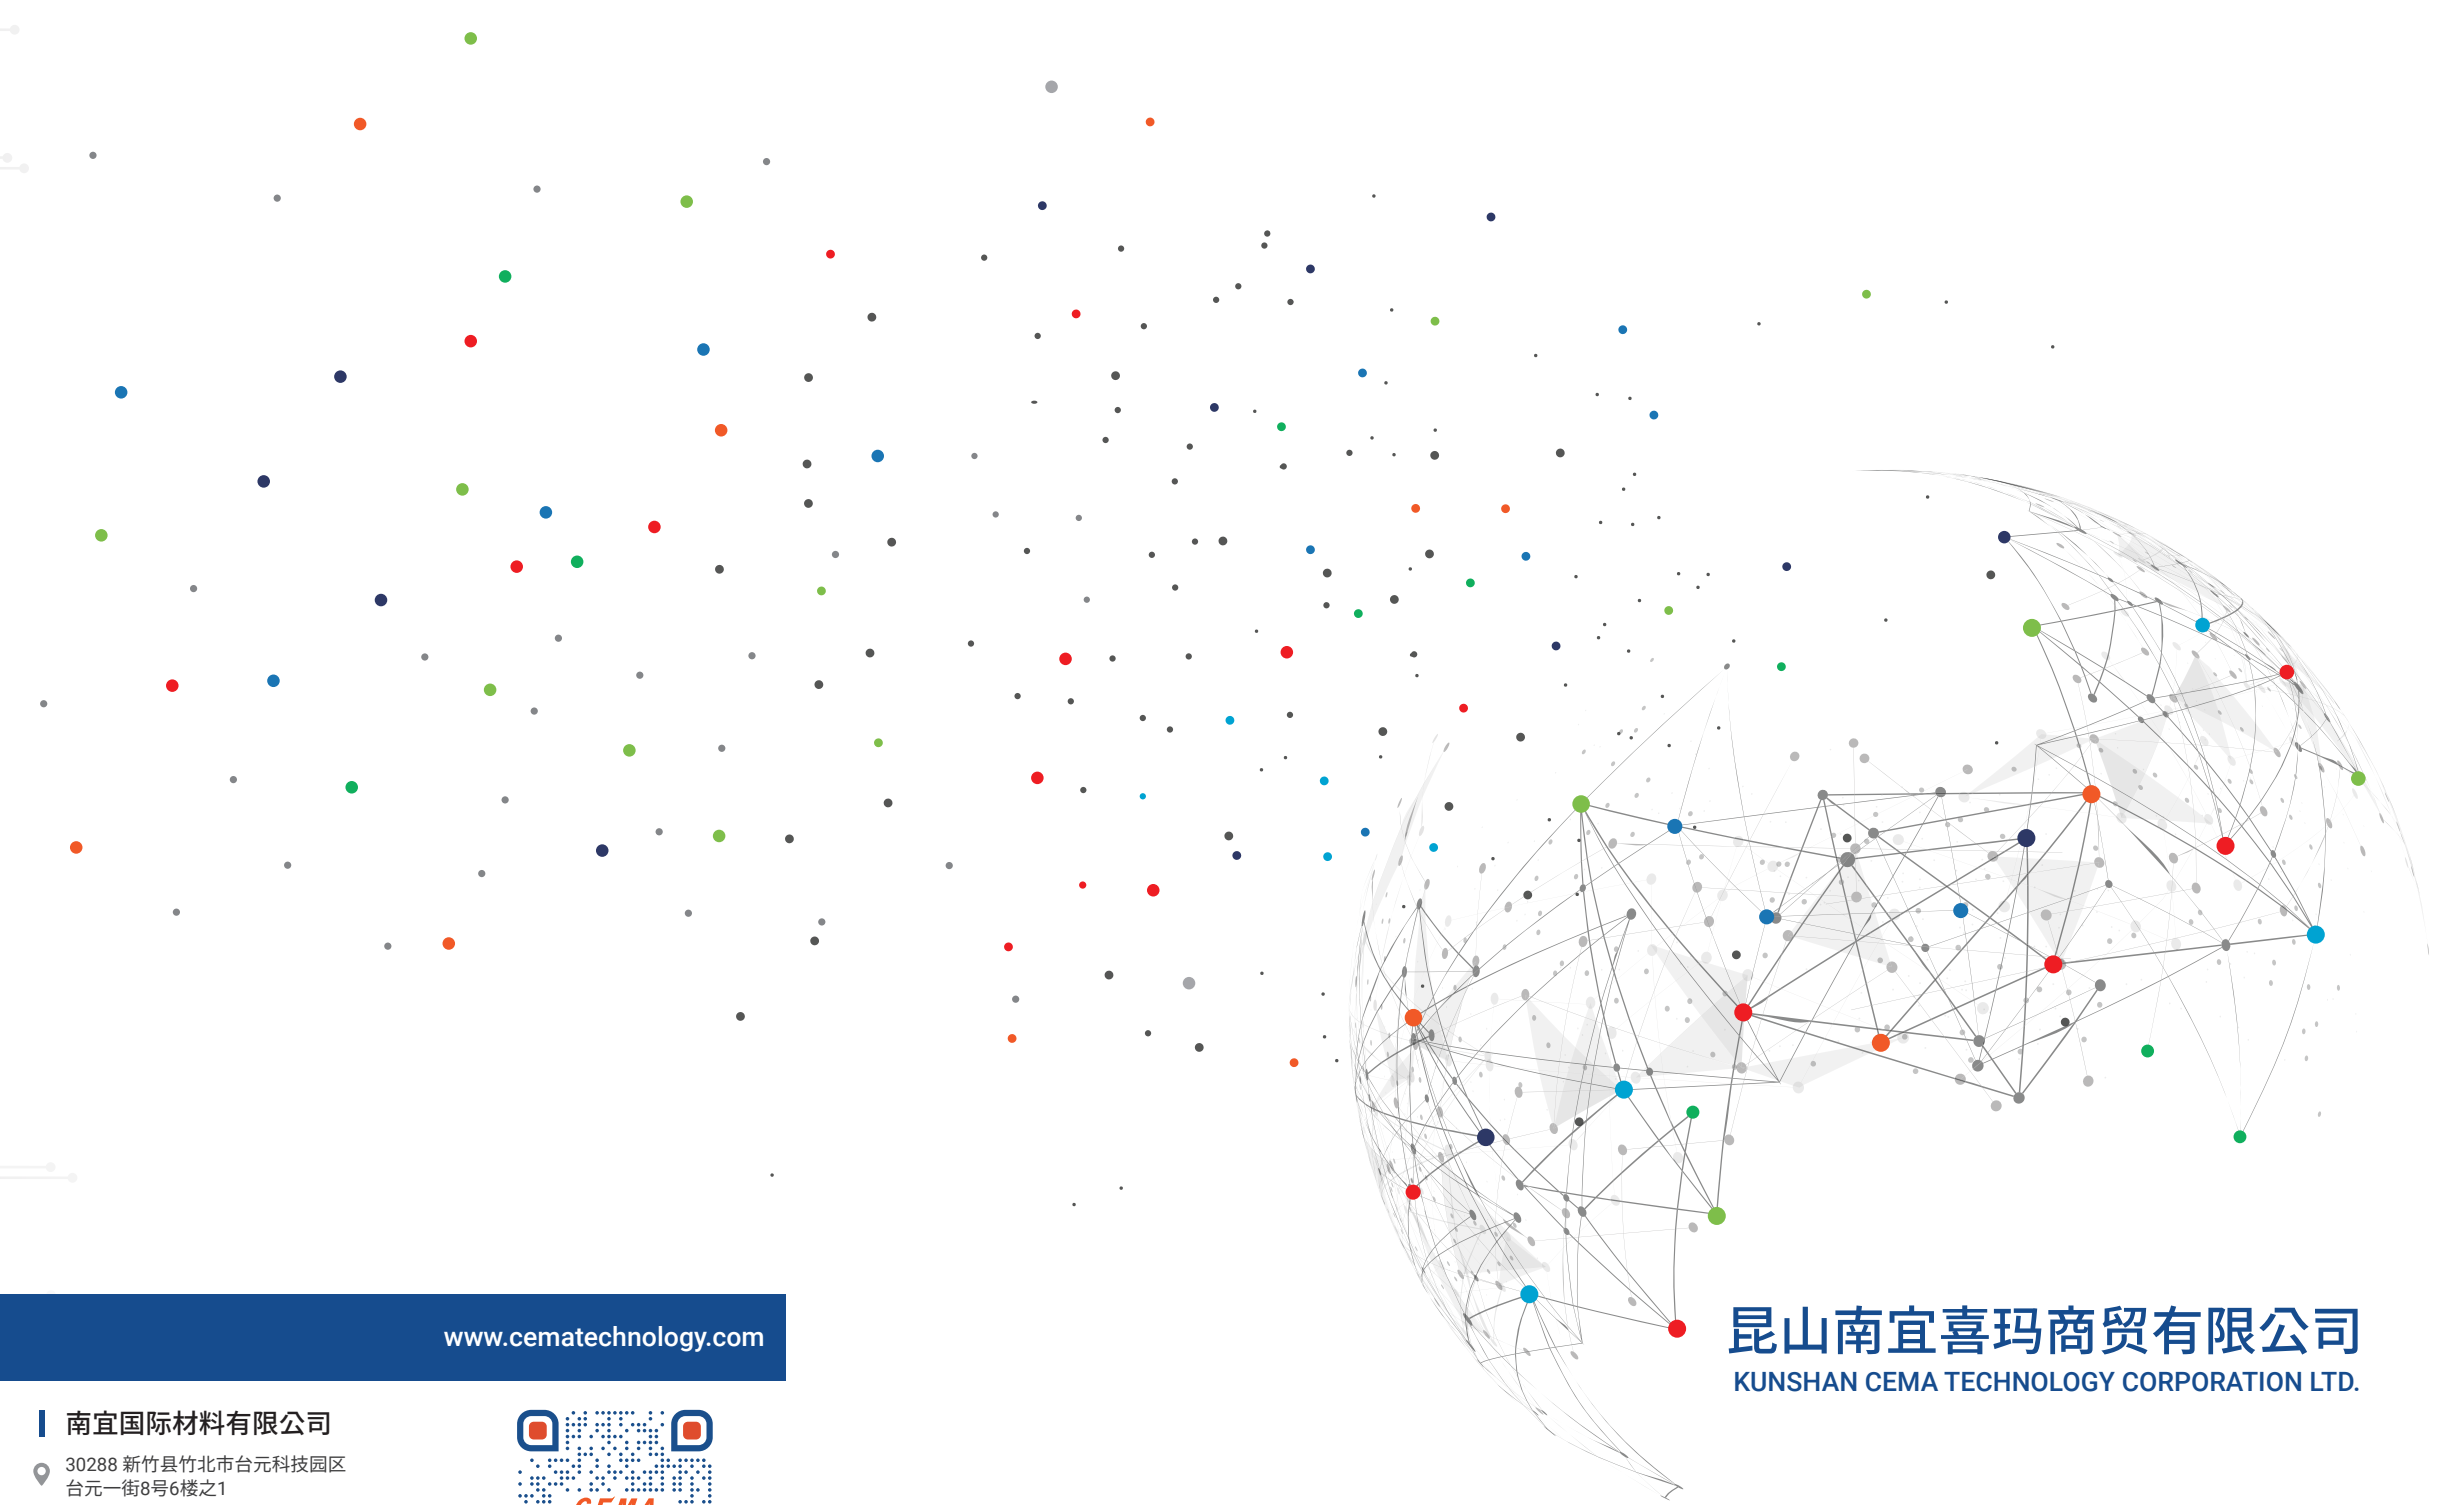 www.cematechnology.com
南宜国际材料有限公司
30288 新竹县竹北市台元科技园区
台元一街8号6楼之1
CEMA
昆山南宜喜玛商贸有限公司
KUNSHAN CEMA TECHNOLOGY CORPORATION LTD.